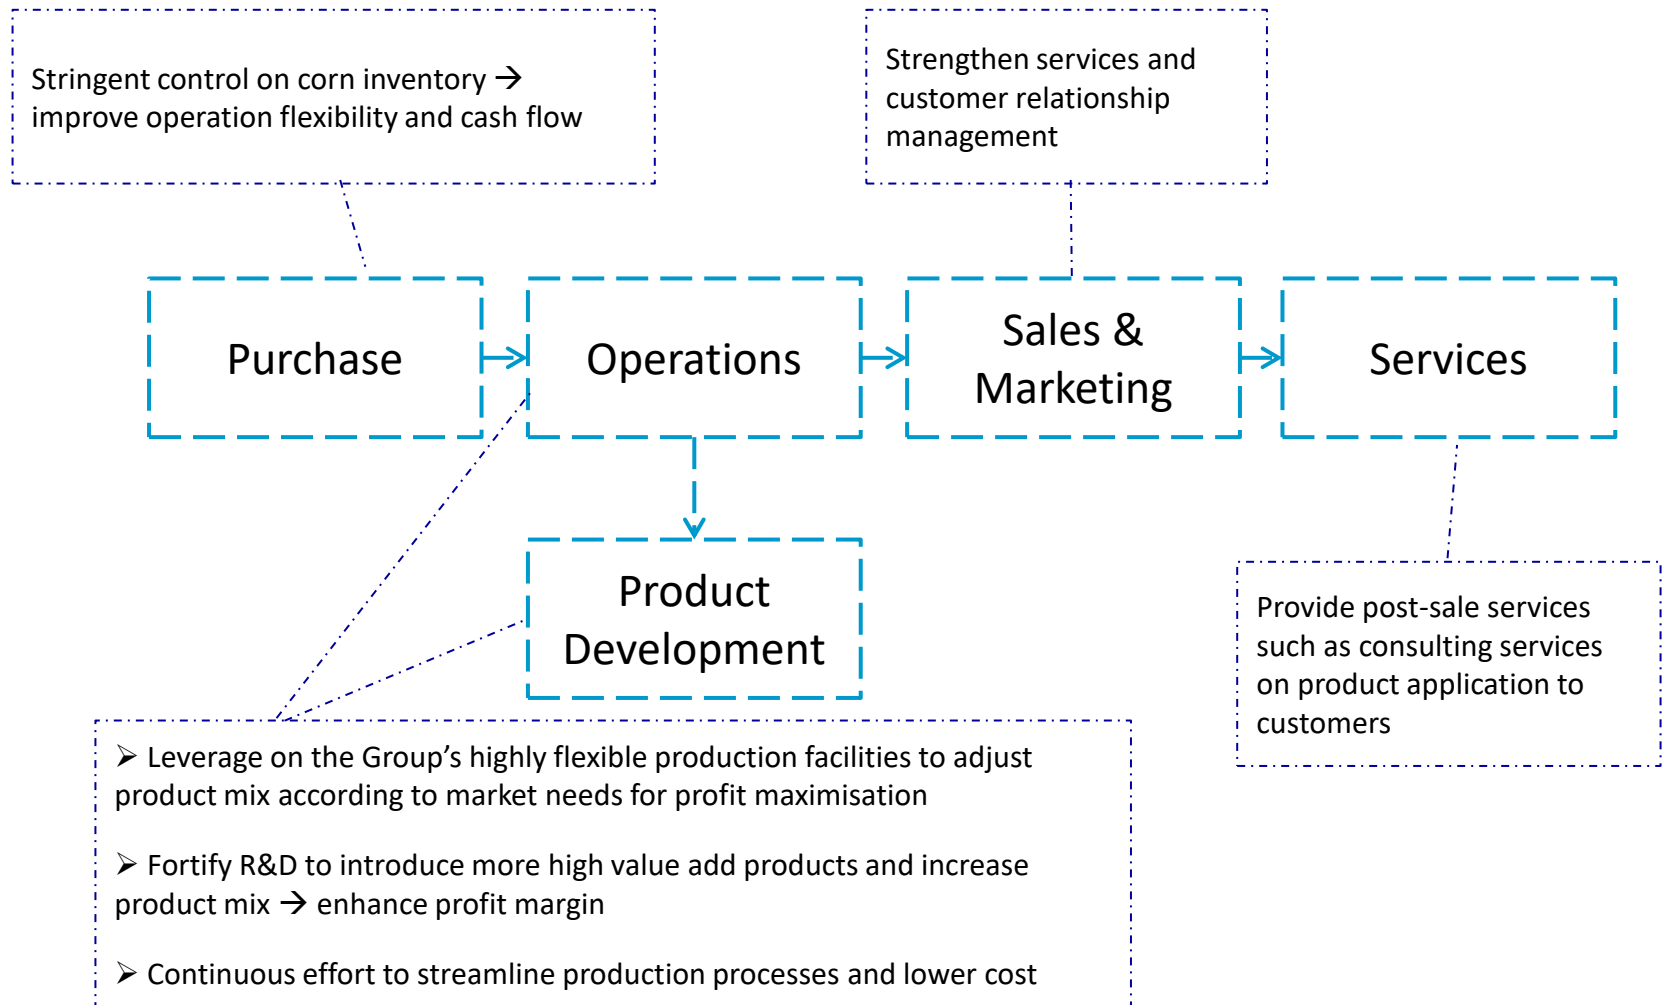 Stringent control on corn inventory →
improve operation flexibility and cash flow
Strengthen services and
customer relationship
management
Purchase
Operations
Sales &
Marketing
Services
Product
Development
Provide post-sale services
such as consulting services
on product application to
customers
➢ Leverage on the Group’s highly flexible production facilities to adjust
product mix according to market needs for profit maximisation
➢ Fortify R&D to introduce more high value add products and increase
product mix → enhance profit margin
➢ Continuous effort to streamline production processes and lower cost